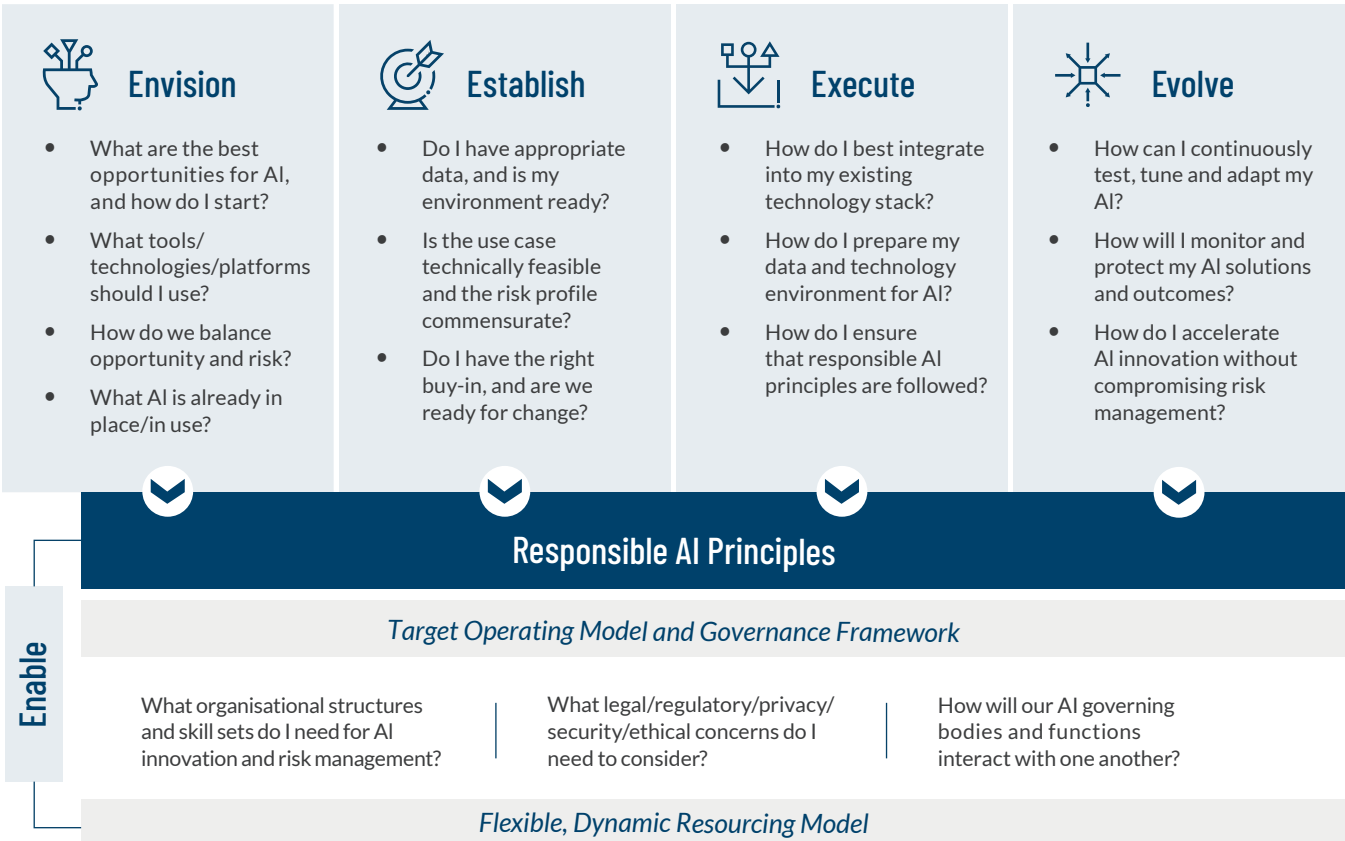 Envision
What are the best
opportunities for AI,
and how do I start?
What tools/
technologies/platforms
should I use?
How do we balance
opportunity and risk?
What AI is already in
place/in use?
Establish
Do I have appropriate
data, and is my
environment ready?
Is the use case
technically feasible
and the risk profile
commensurate?
Do I have the right
buy-in, and are we
ready for change?
Execute
How do I best integrate
into my existing
technology stack?
How do I prepare my
data and technology
environment for AI?
How do I ensure
that responsible AI
principles are followed?
Evolve
How can I continuously
test, tune and adapt my
AI?
How will I monitor and
protect my AI solutions
and outcomes?
How do I accelerate
AI innovation without
compromising risk
management?
Responsible AI Principles
Enable
Target Operating Model and Governance Framework
What organisational structures
and skill sets do I need for AI
innovation and risk management?
What legal/regulatory/privacy/
security/ethical concerns do I
need to consider?
How will our AI governing
bodies and functions
interact with one another?
Flexible, Dynamic Resourcing Model